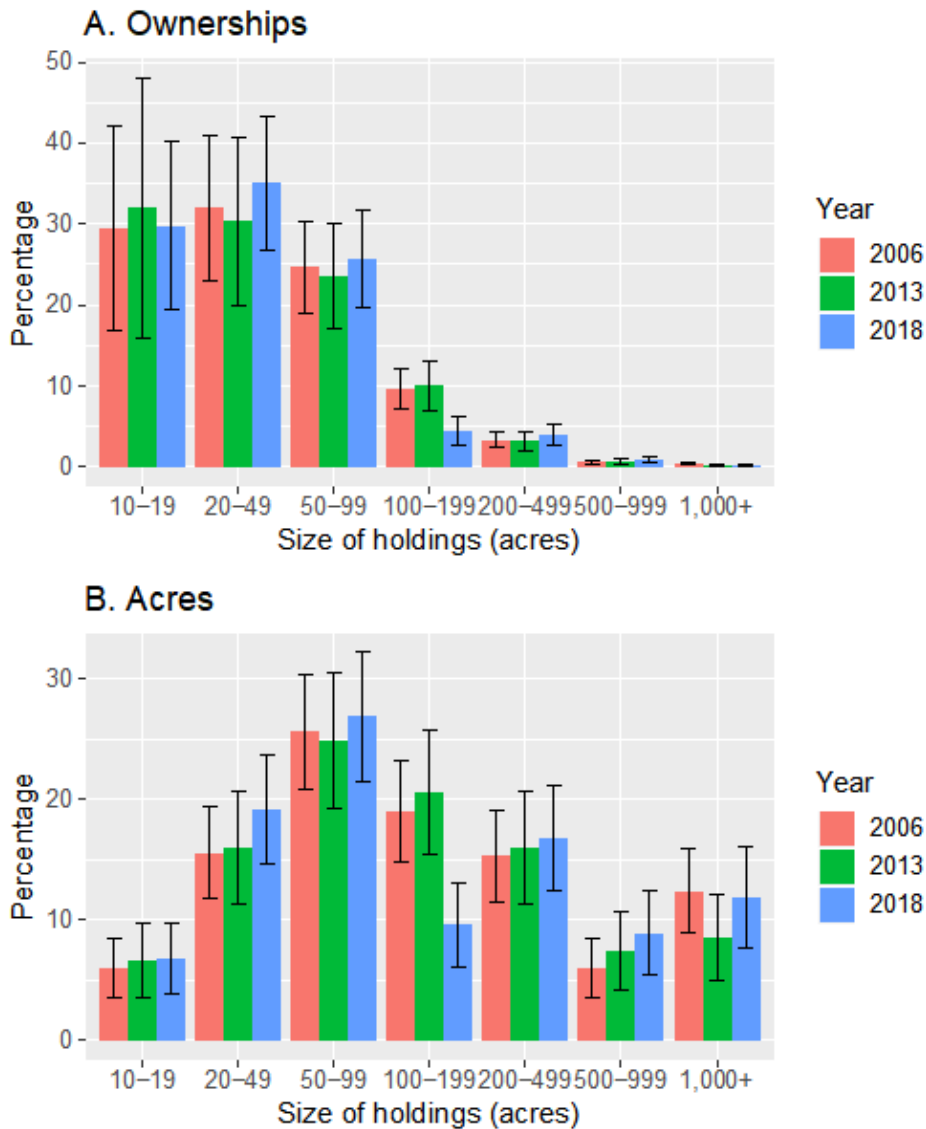 A. Ownerships
50
40
30
20
10
0
Percentage
10–19 20–49 50–99 100–199 200–499 500–999 1,000+
Size of holdings (acres)
Year
2006
2013
2018
B. Acres
30
20
10
0
Percentage
10–19 20–49 50–99 100–199 200–499 500–999 1,000+
Size of holdings (acres)
Year
2006
2013
2018